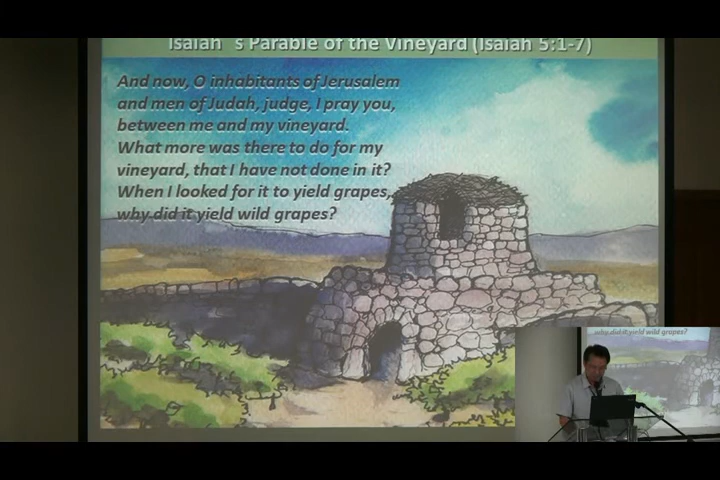 Isaiah 's Parable of the Vineyard (Isaiah 5:1-7)
And now, O inhabitants of Jerusalem
and men of Judah, judge, I pray you,
between me and my vineyard.
What more was there to do for my
vineyard, that I have not done in it?
When I looked for it to yield grapes,
why did it yield wild grapes?
why did it yield wild grapes?